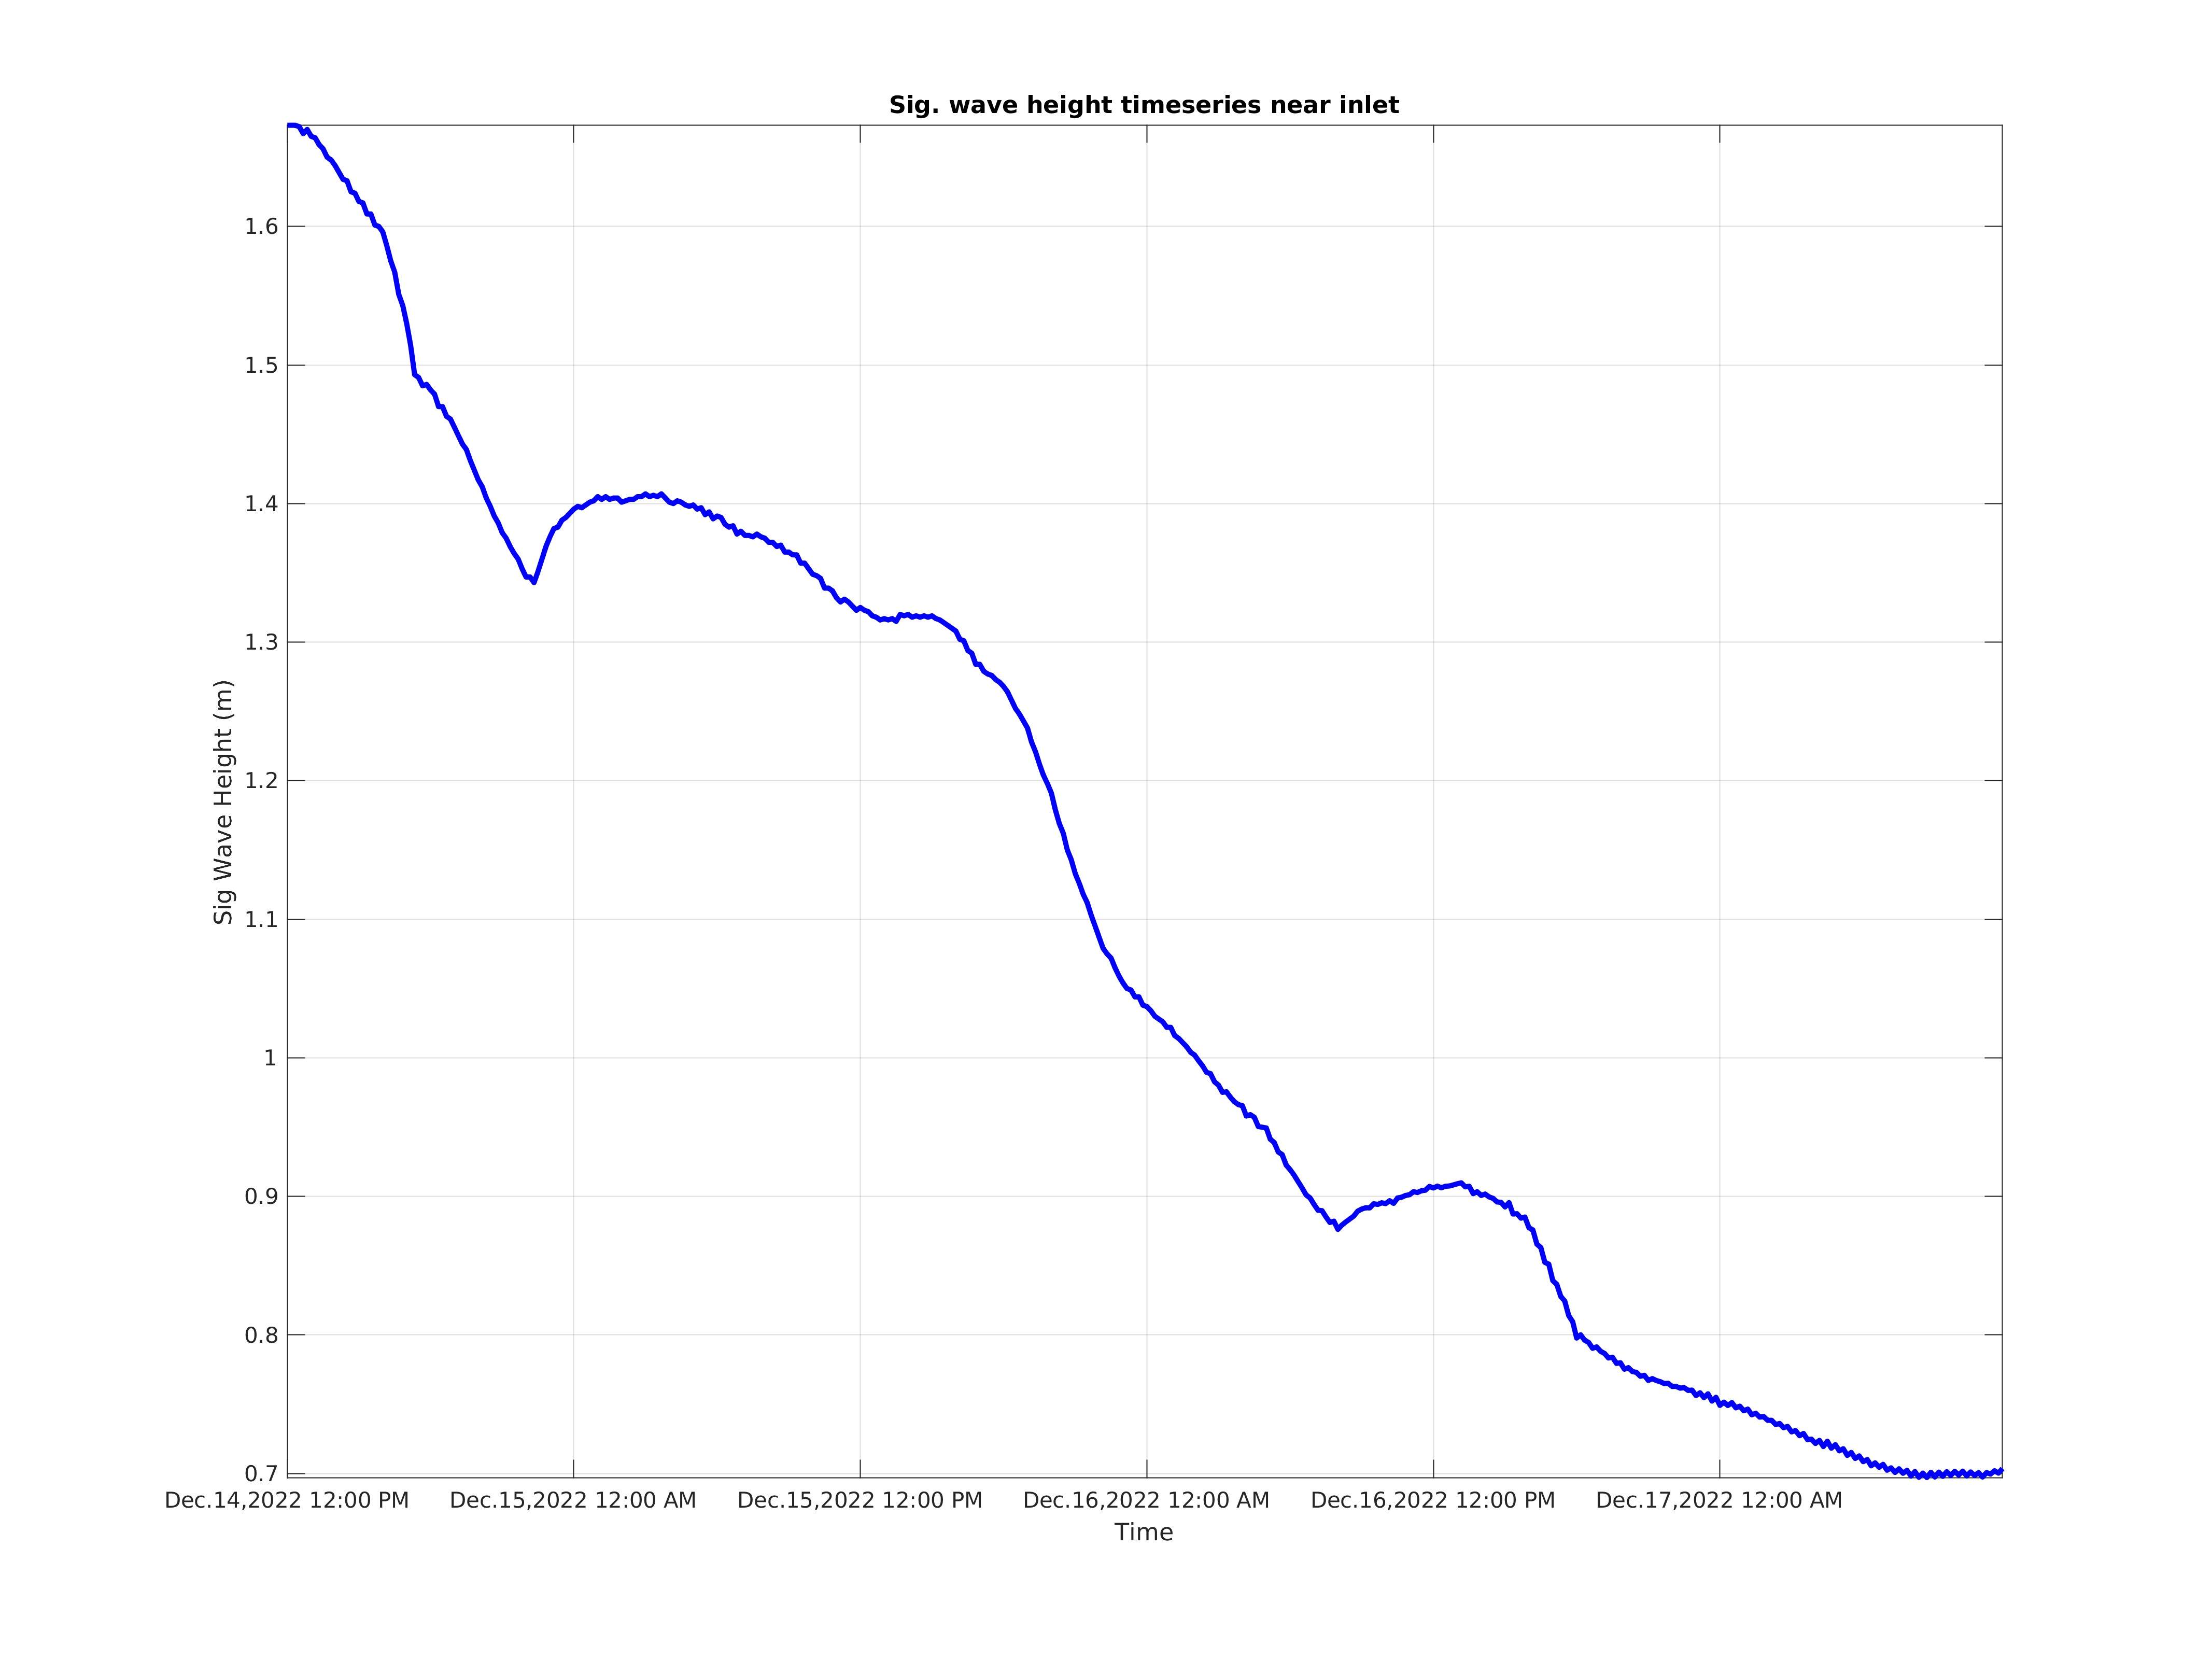 Sig. wave height timeseries near inlet
Sig Wave Height (m)
1.6
1.5
1.4
1.3
1.2
1.1
1
0.9
0.8
0.7
Dec.14,2022 12:00 PM Dec.15,2022 12:00 AM Dec.15,2022 12:00 PM Dec.16,2022 12:00 AM Dec.16,2022 12:00 PM Dec.17,2022 12:00 AM
Time